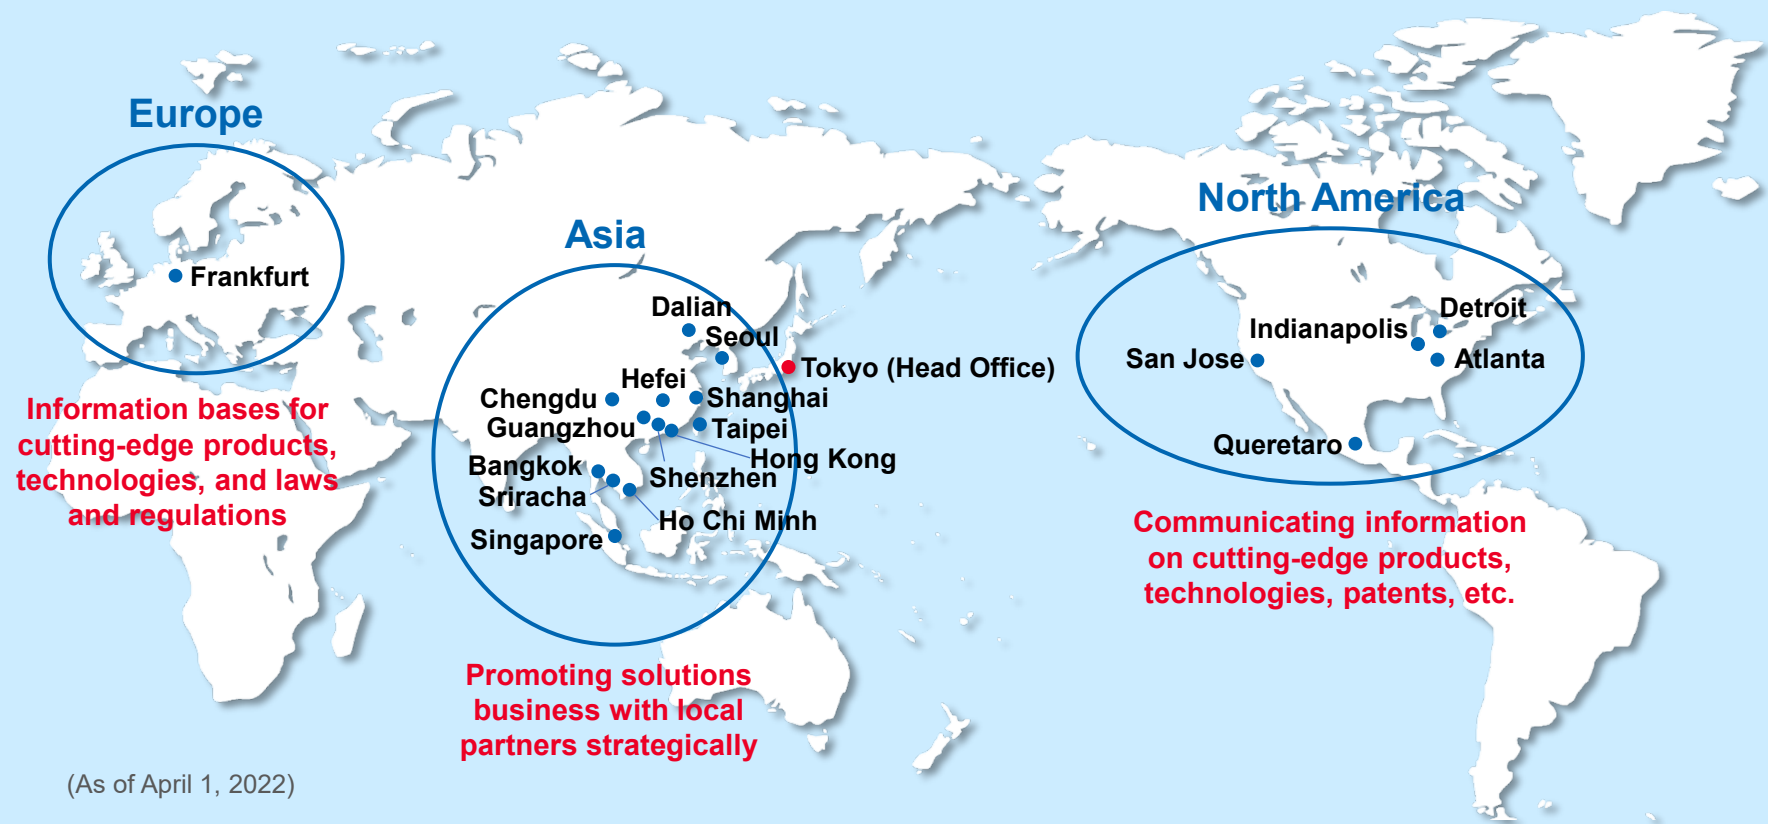 Europe
Frankfurt
Information bases for
cutting-edge products,
technologies, and laws
and regulations
Asia
Dalian
Seoul
Tokyo (Head Office)
Hefei
Chengdu
Shanghai
Guangzhou
Taipei
Hong Kong
Bangkok
Shenzhen
Sriracha
Ho Chi Minh
Singapore
Promoting solutions
business with local
partners strategically
North America
Detroit
Indianapolis
San Jose
Atlanta
Queretaro
Communicating information
on cutting-edge products,
technologies, patents, etc.
(As of April 1, 2022)